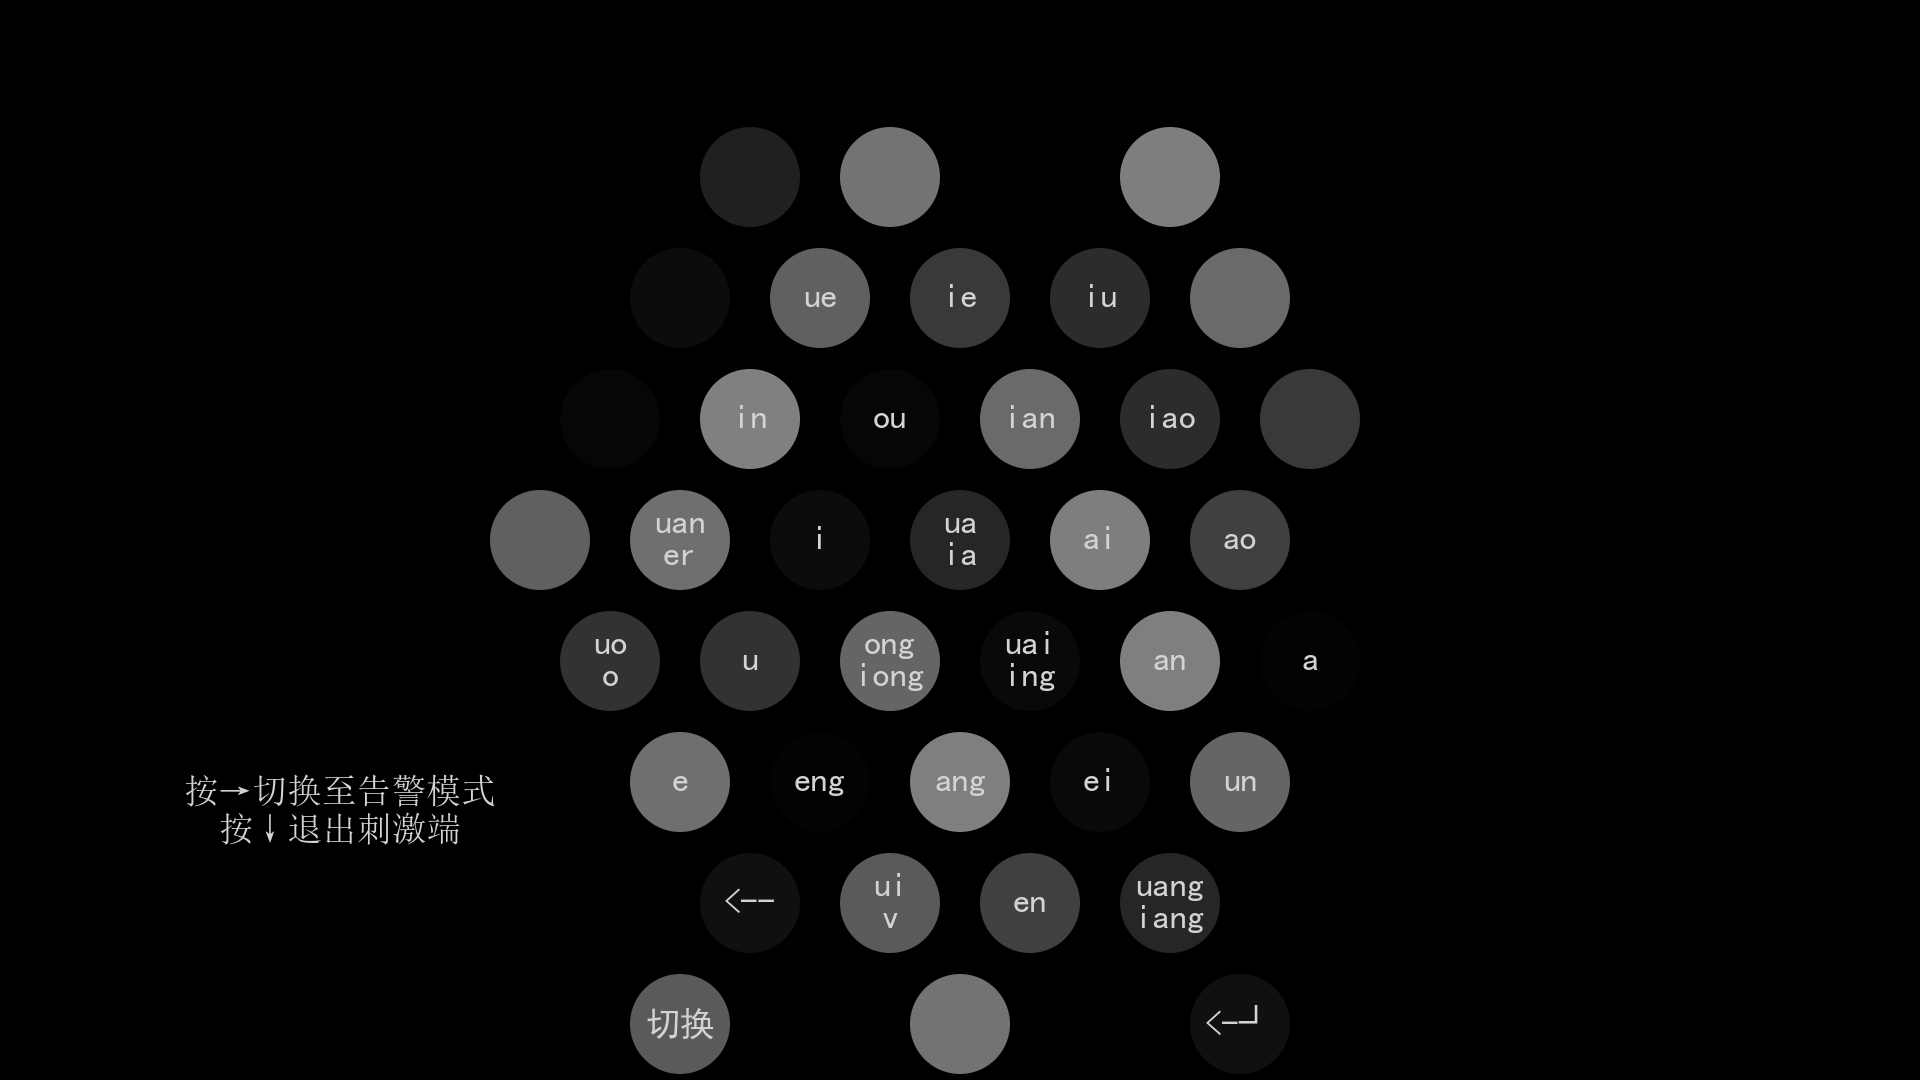 ue ie iu
in ou ian iao
uan
er
i
ua
ia
ai
ao
uo
o
u
ong
iong
uai
ing
an
a
e eng ang ei un
按→切换至告警模式
按↓退出刺激端
<--
ui
v
en
uang
iang
切换
<-┘